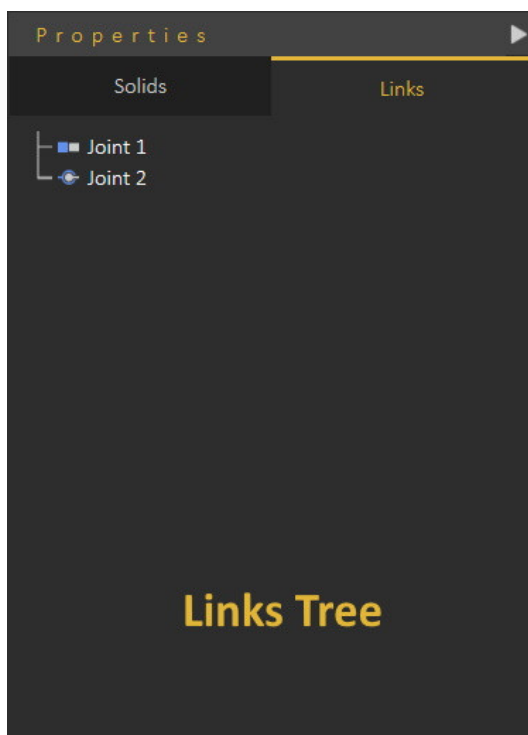 Properties
Solids
Links
Joint 1
Joint 2
Links Tree